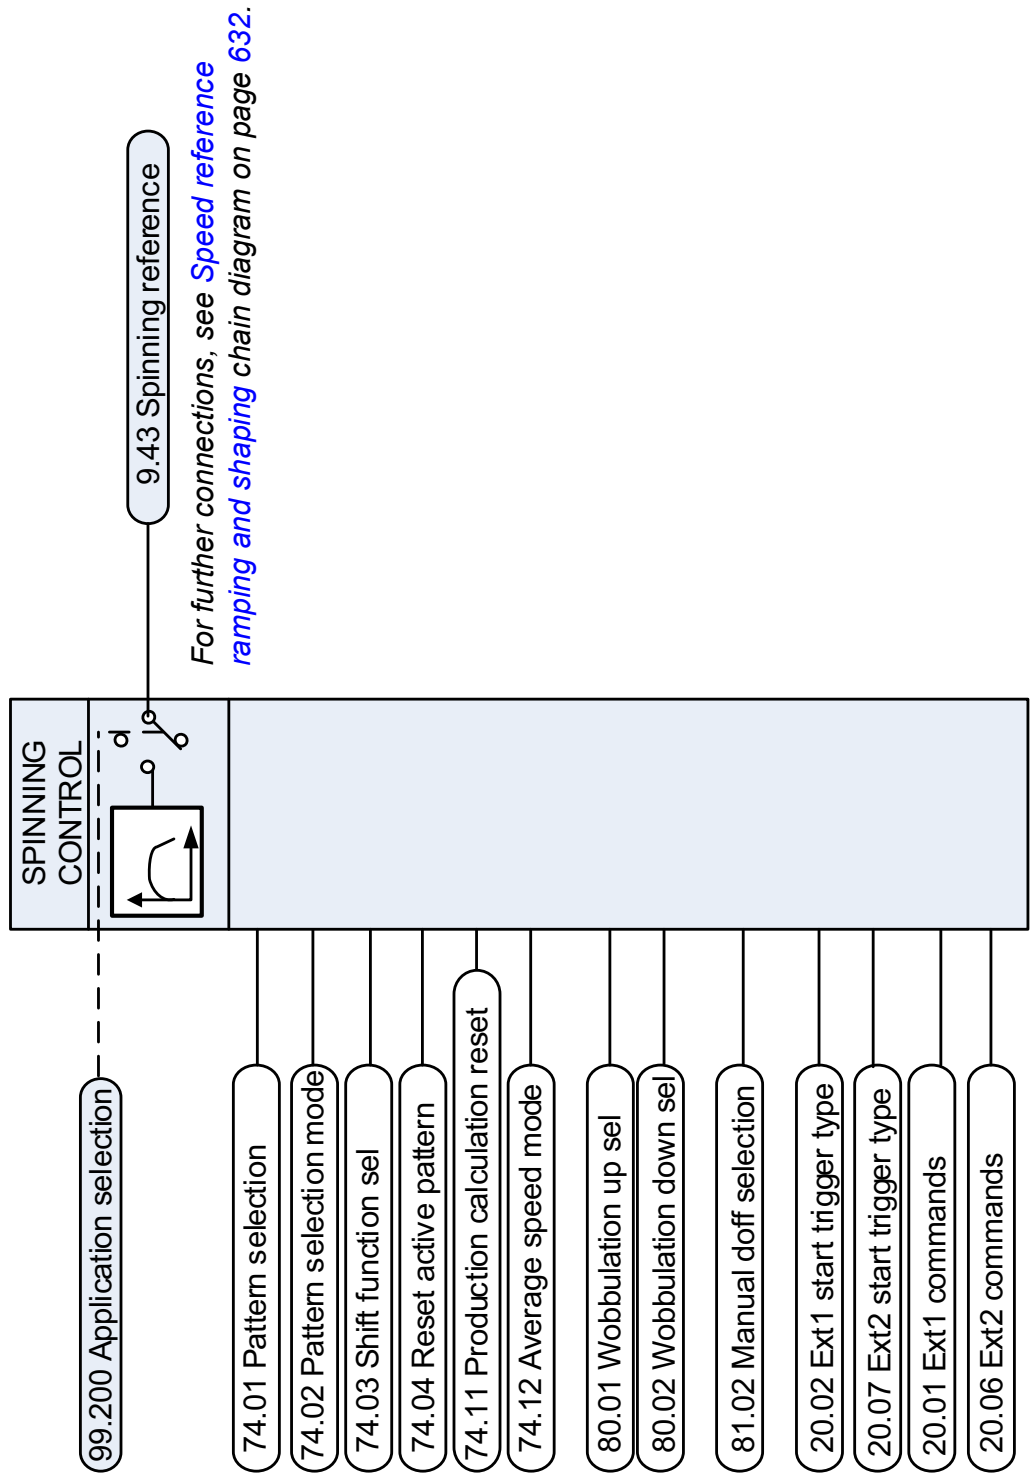 SPINNING
CONTROL
99.200 Application selection
9.43 Spinning reference
For further connections, see Speed reference
ramping and shaping chain diagram on page 632.
74.01 Pattern selection
74.02 Pattern selection mode
74.03 Shift function sel
74.04 Reset active pattern
74.11 Production calculation reset
74.12 Average speed mode
80.01 Wobbulation up sel
80.02 Wobbulation down sel
81.02 Manual doff selection
20.02 Ext1 start trigger type
20.07 Ext2 start trigger type
20.01 Ext1 commands
20.06 Ext2 commands